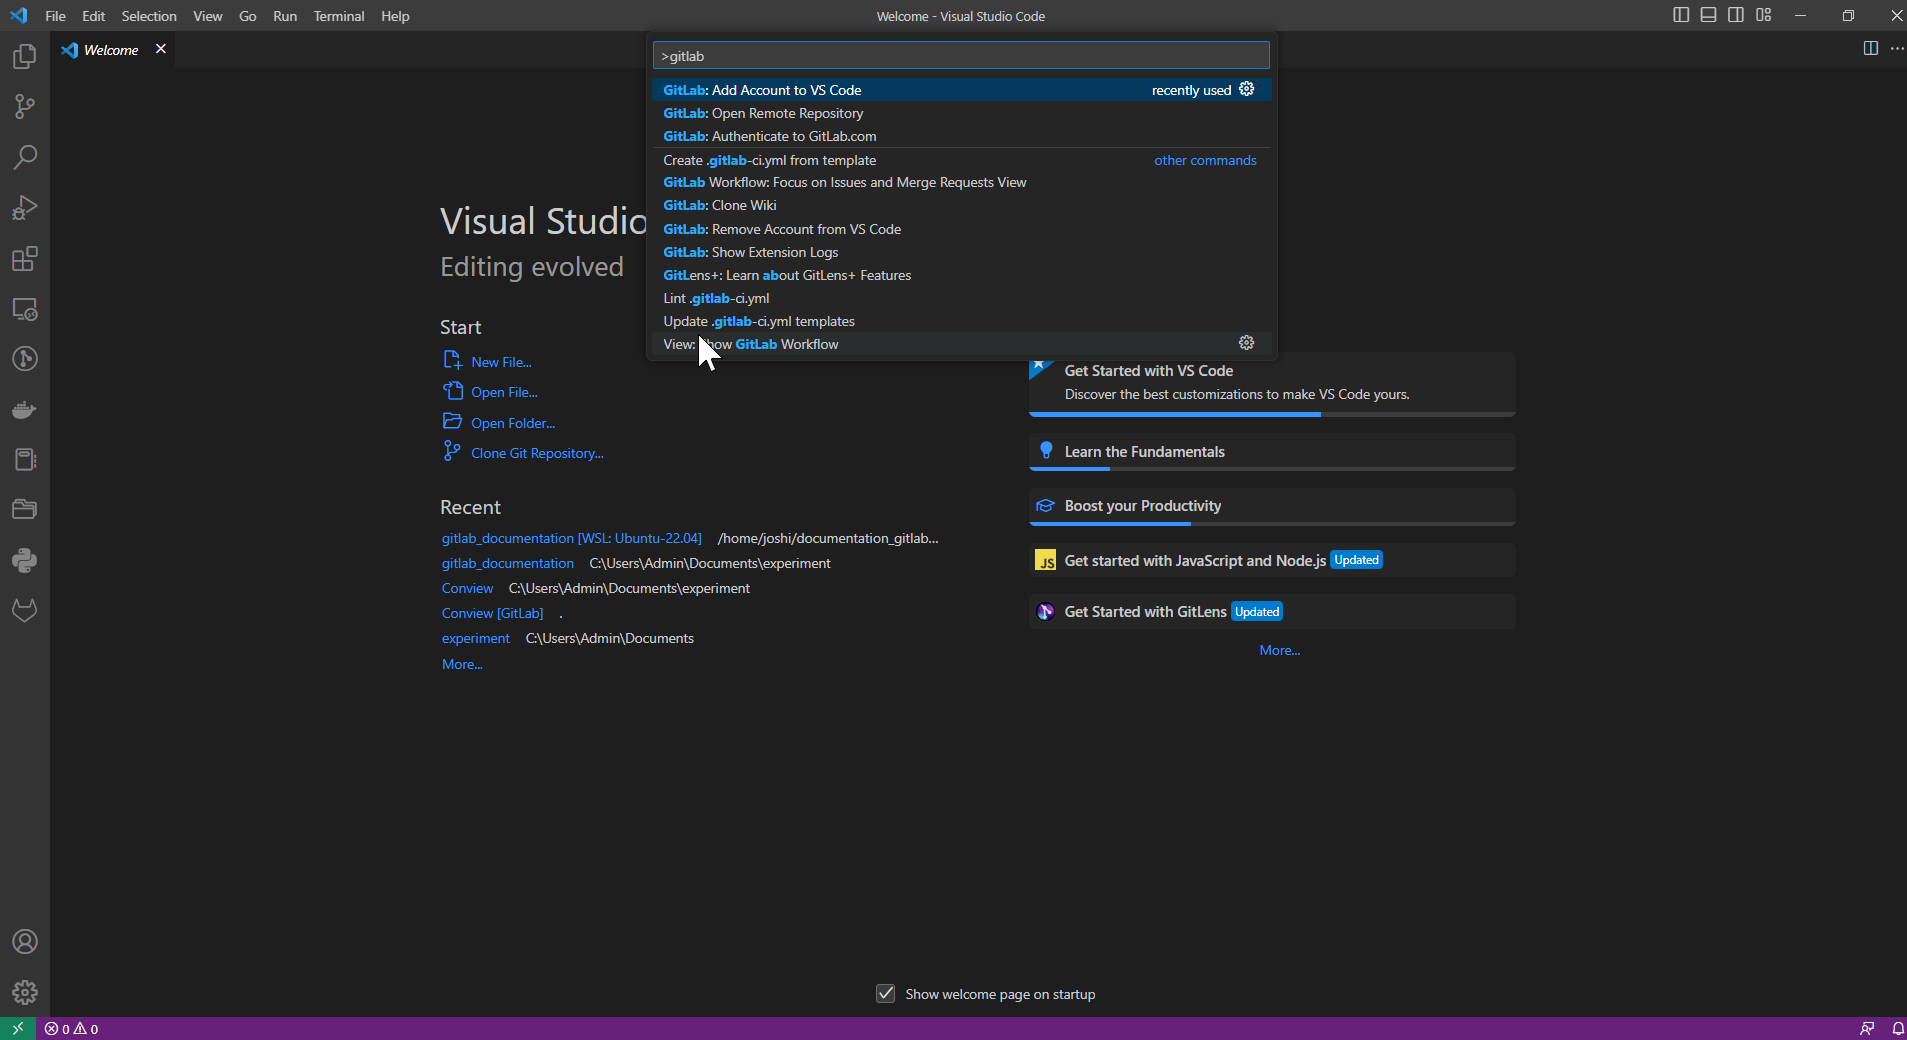 File Edit Selection View Go Run Terminal Help
Welcome - Visual Studio Code
Welcome
>gitlab
GitLab: Add Account to VS Code recently used
GitLab: Open Remote Repository
GitLab: Authenticate to GitLab.com
Create .gitlab-ci.yml from template other commands
GitLab Workflow: Focus on Issues and Merge Requests View
GitLab: Clone Wiki
GitLab: Remove Account from VS Code
GitLab: Show Extension Logs
GitLens+: Learn about GitLens+ Features
Lint .gitlab-ci.yml
Update .gitlab-ci.yml templates
View: Show GitLab Workflow
Visual Studio
Editing evolved
Start
New File...
Open File...
Open Folder...
Clone Git Repository...
Recent
gitlab_documentation [WSL: Ubuntu-22.04] /home/joshi/documentation_gitlab...
gitlab_documentation C:\Users\Admin\Documents\experiment
Conview C:\Users\Admin\Documents\experiment
Conview [GitLab] .
experiment C:\Users\Admin\Documents
More...
Get Started with VS Code
Discover the best customizations to make VS Code yours.
Learn the Fundamentals
Boost your Productivity
JS Get started with JavaScript and Node.js Updated
Get Started with GitLens Updated
More...
Show welcome page on startup
0 0